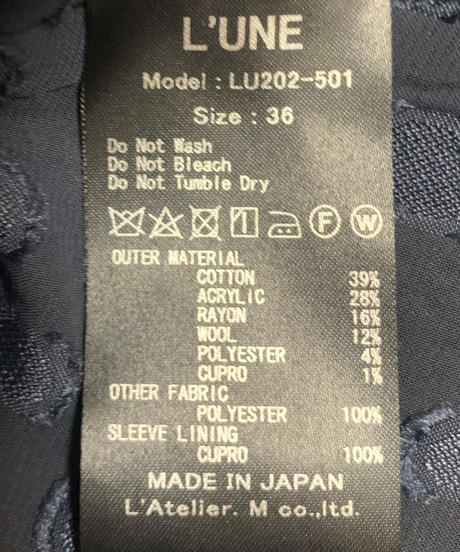 L'UNE
Model : LU202-501
Size : 36
Do Not Wash
Do Not Bleach
Do Not Tumble Dry
F W
OUTER MATERIAL
COTTON 39%
ACRYLIC 28%
RAYON 16%
WOOL 12%
POLYESTER 4%
CUPRO 1%
OTHER FABRIC
POLYESTER 100%
SLEEVE LINING
CUPRO 100%
MADE IN JAPAN
L'Atelier. M co.,ltd.